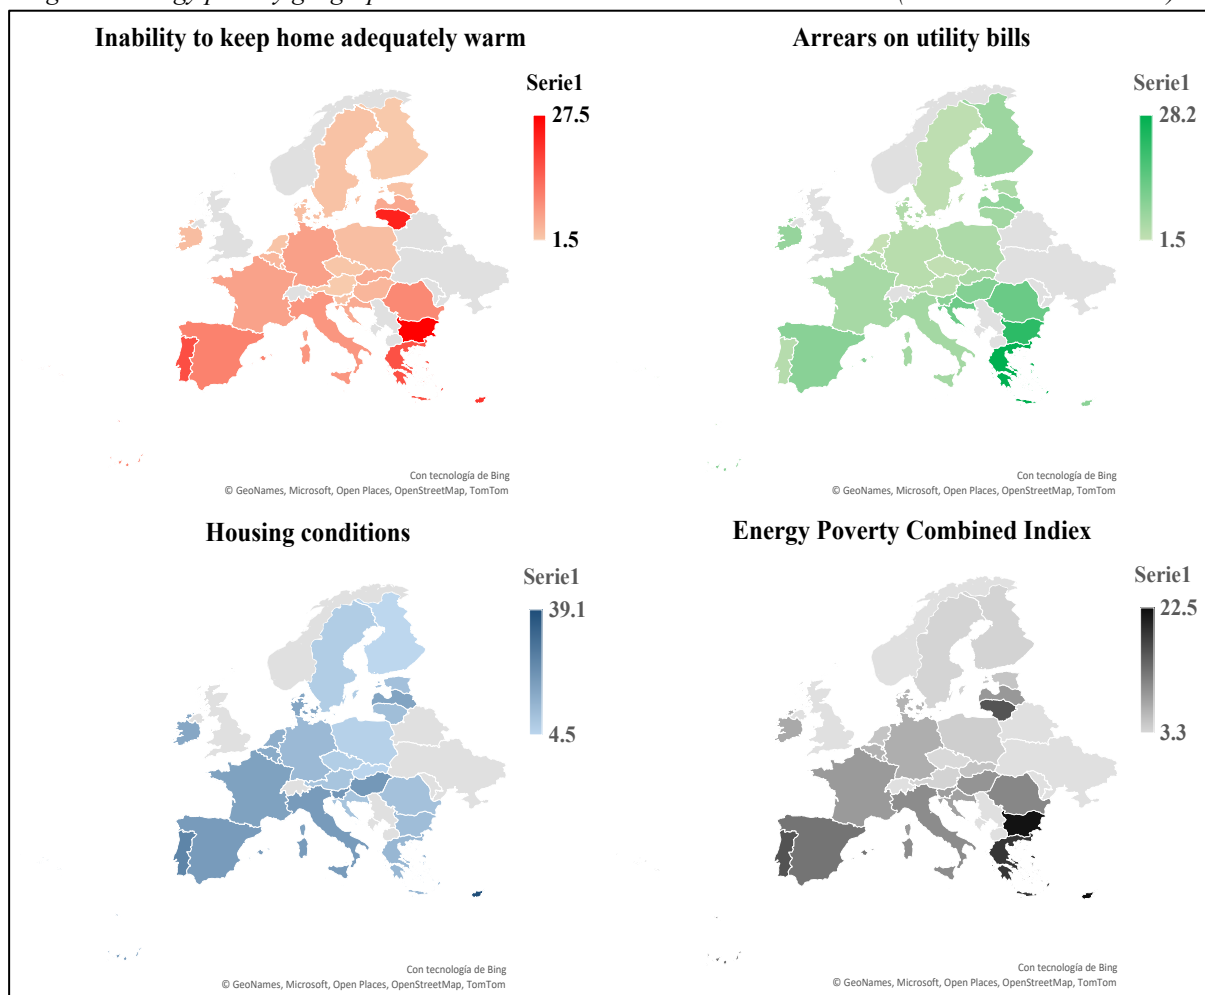 Inability to keep home adequately warm
Serie1
27.5
1.5
Con tecnología de Bing
© GeoNames, Microsoft, Open Places, OpenStreetMap, TomTom
Arrears on utility bills
Serie1
28.2
1.5
Con tecnología de Bing
© GeoNames, Microsoft, Open Places, OpenStreetMap, TomTom
Housing conditions
Serie1
39.1
4.5
Con tecnología de Bing
© GeoNames, Microsoft, Open Places, OpenStreetMap, TomTom
Energy Poverty Combined Indiex
Serie1
22.5
3.3
Con tecnología de Bing
© GeoNames, Microsoft, Open Places, OpenStreetMap, TomTom